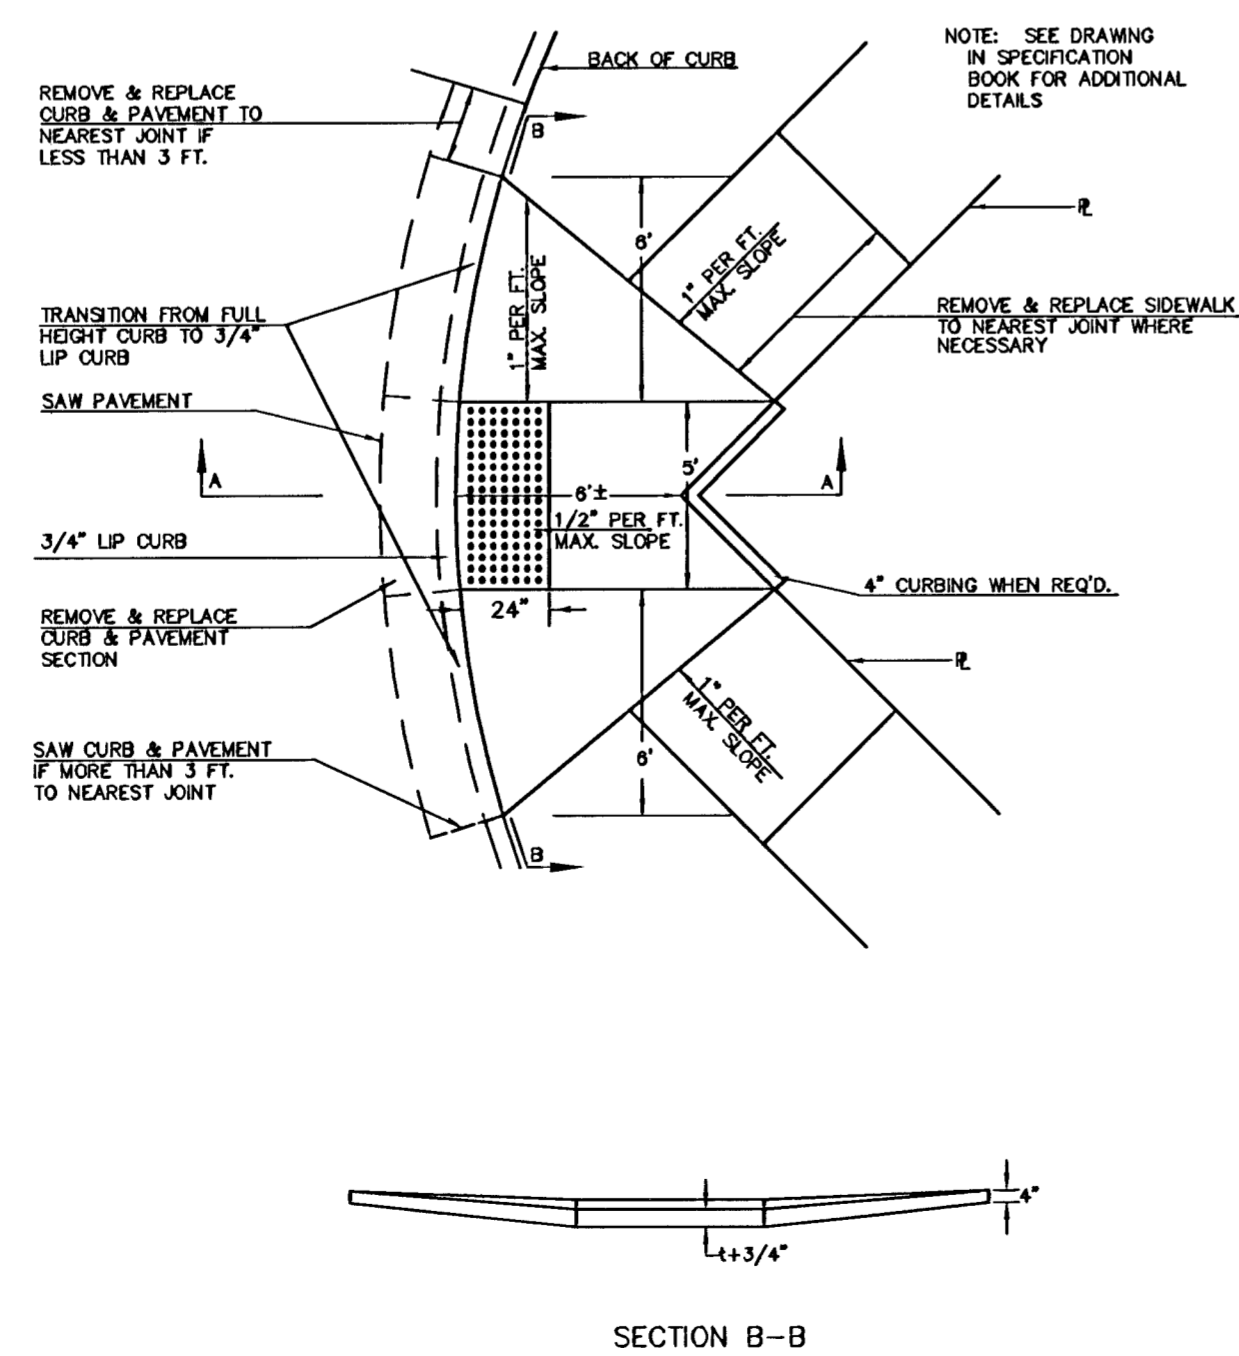 NOTE: SEE DRAWING
IN SPECIFICATION
BOOK FOR ADDITIONAL
DETAILS
BACK OF CURB
REMOVE & REPLACE
CURB & PAVEMENT TO
NEAREST JOINT IF
LESS THAN 3 FT.
B
℄
6'
1" PER FT.
MAX. SLOPE
1" PER FT.
MAX. SLOPE
REMOVE & REPLACE SIDEWALK
TO NEAREST JOINT WHERE
NECESSARY
TRANSITION FROM FULL
HEIGHT CURB TO 3/4"
LIP CURB
SAW PAVEMENT
A
A
5'
6'±
1/2" PER FT.
MAX. SLOPE
3/4" LIP CURB
4" CURBING WHEN REQ'D.
24"
REMOVE & REPLACE
CURB & PAVEMENT
SECTION
PL
1" PER FT.
MAX. SLOPE
6'
SAW CURB & PAVEMENT
IF MORE THAN 3 FT.
TO NEAREST JOINT
B
4"
t+3/4"
SECTION B-B